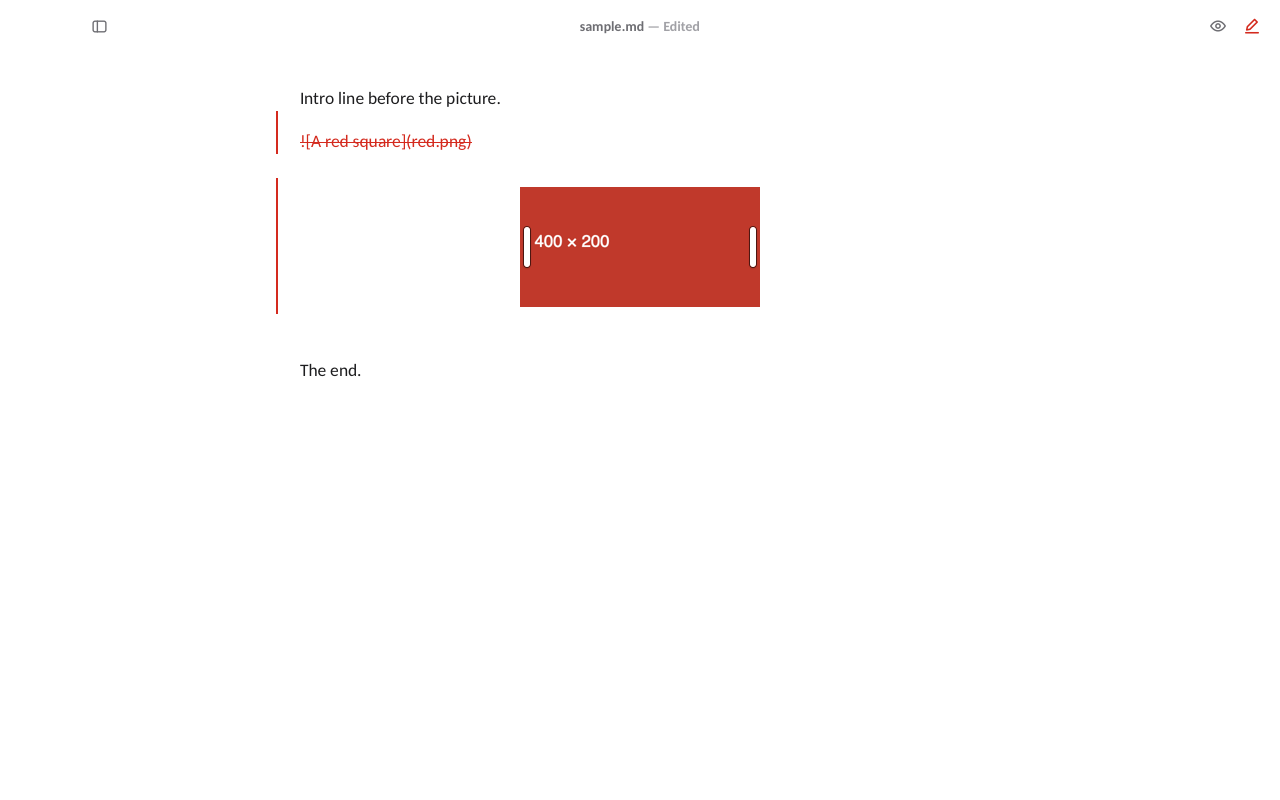 sample.md — Edited
Intro line before the picture.
![A red square](red.png)
400 × 200
The end.